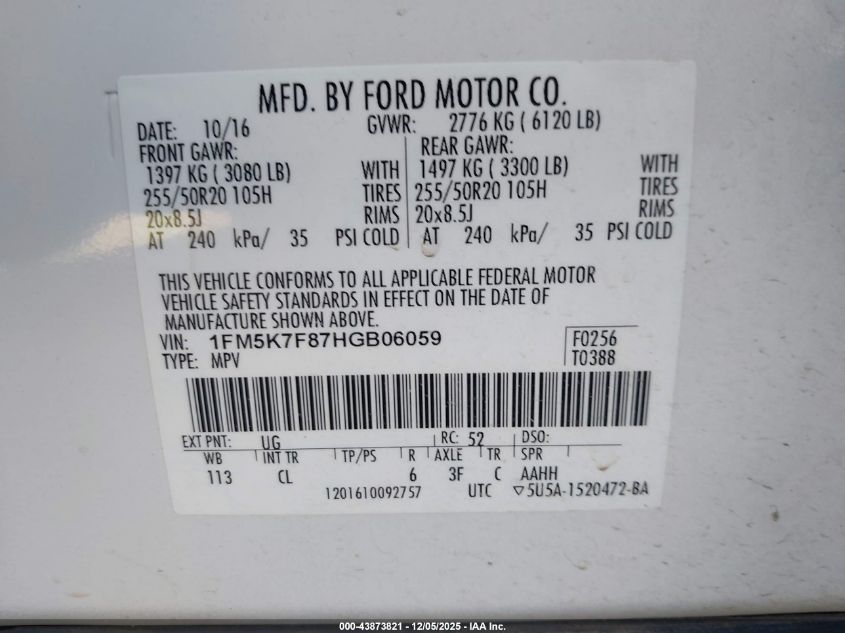 MFD. BY FORD MOTOR CO.
DATE: 10/16 GVWR: 2776 KG ( 6120 LB)
FRONT GAWR: REAR GAWR:
1397 KG ( 3080 LB) WITH 1497 KG ( 3300 LB) WITH
255/50R20 105H TIRES 255/50R20 105H TIRES
20x8.5J RIMS 20x8.5J RIMS
AT 240 kPa/ 35 PSI COLD AT 240 kPa/ 35 PSI COLD
THIS VEHICLE CONFORMS TO ALL APPLICABLE FEDERAL MOTOR
VEHICLE SAFETY STANDARDS IN EFFECT ON THE DATE OF
MANUFACTURE SHOWN ABOVE.
VIN: 1FM5K7F87HGB06059 F0256
TYPE: MPV T0388
EXT PNT: UG RC: 52 DSO:
WB INT TR TP/PS R AXLE TR SPR
113 CL 6 3F C AAHH
1201610092757 UTC ▽5U5A-1520472-BA
000-43873821 - 12/05/2025 - IAA Inc.